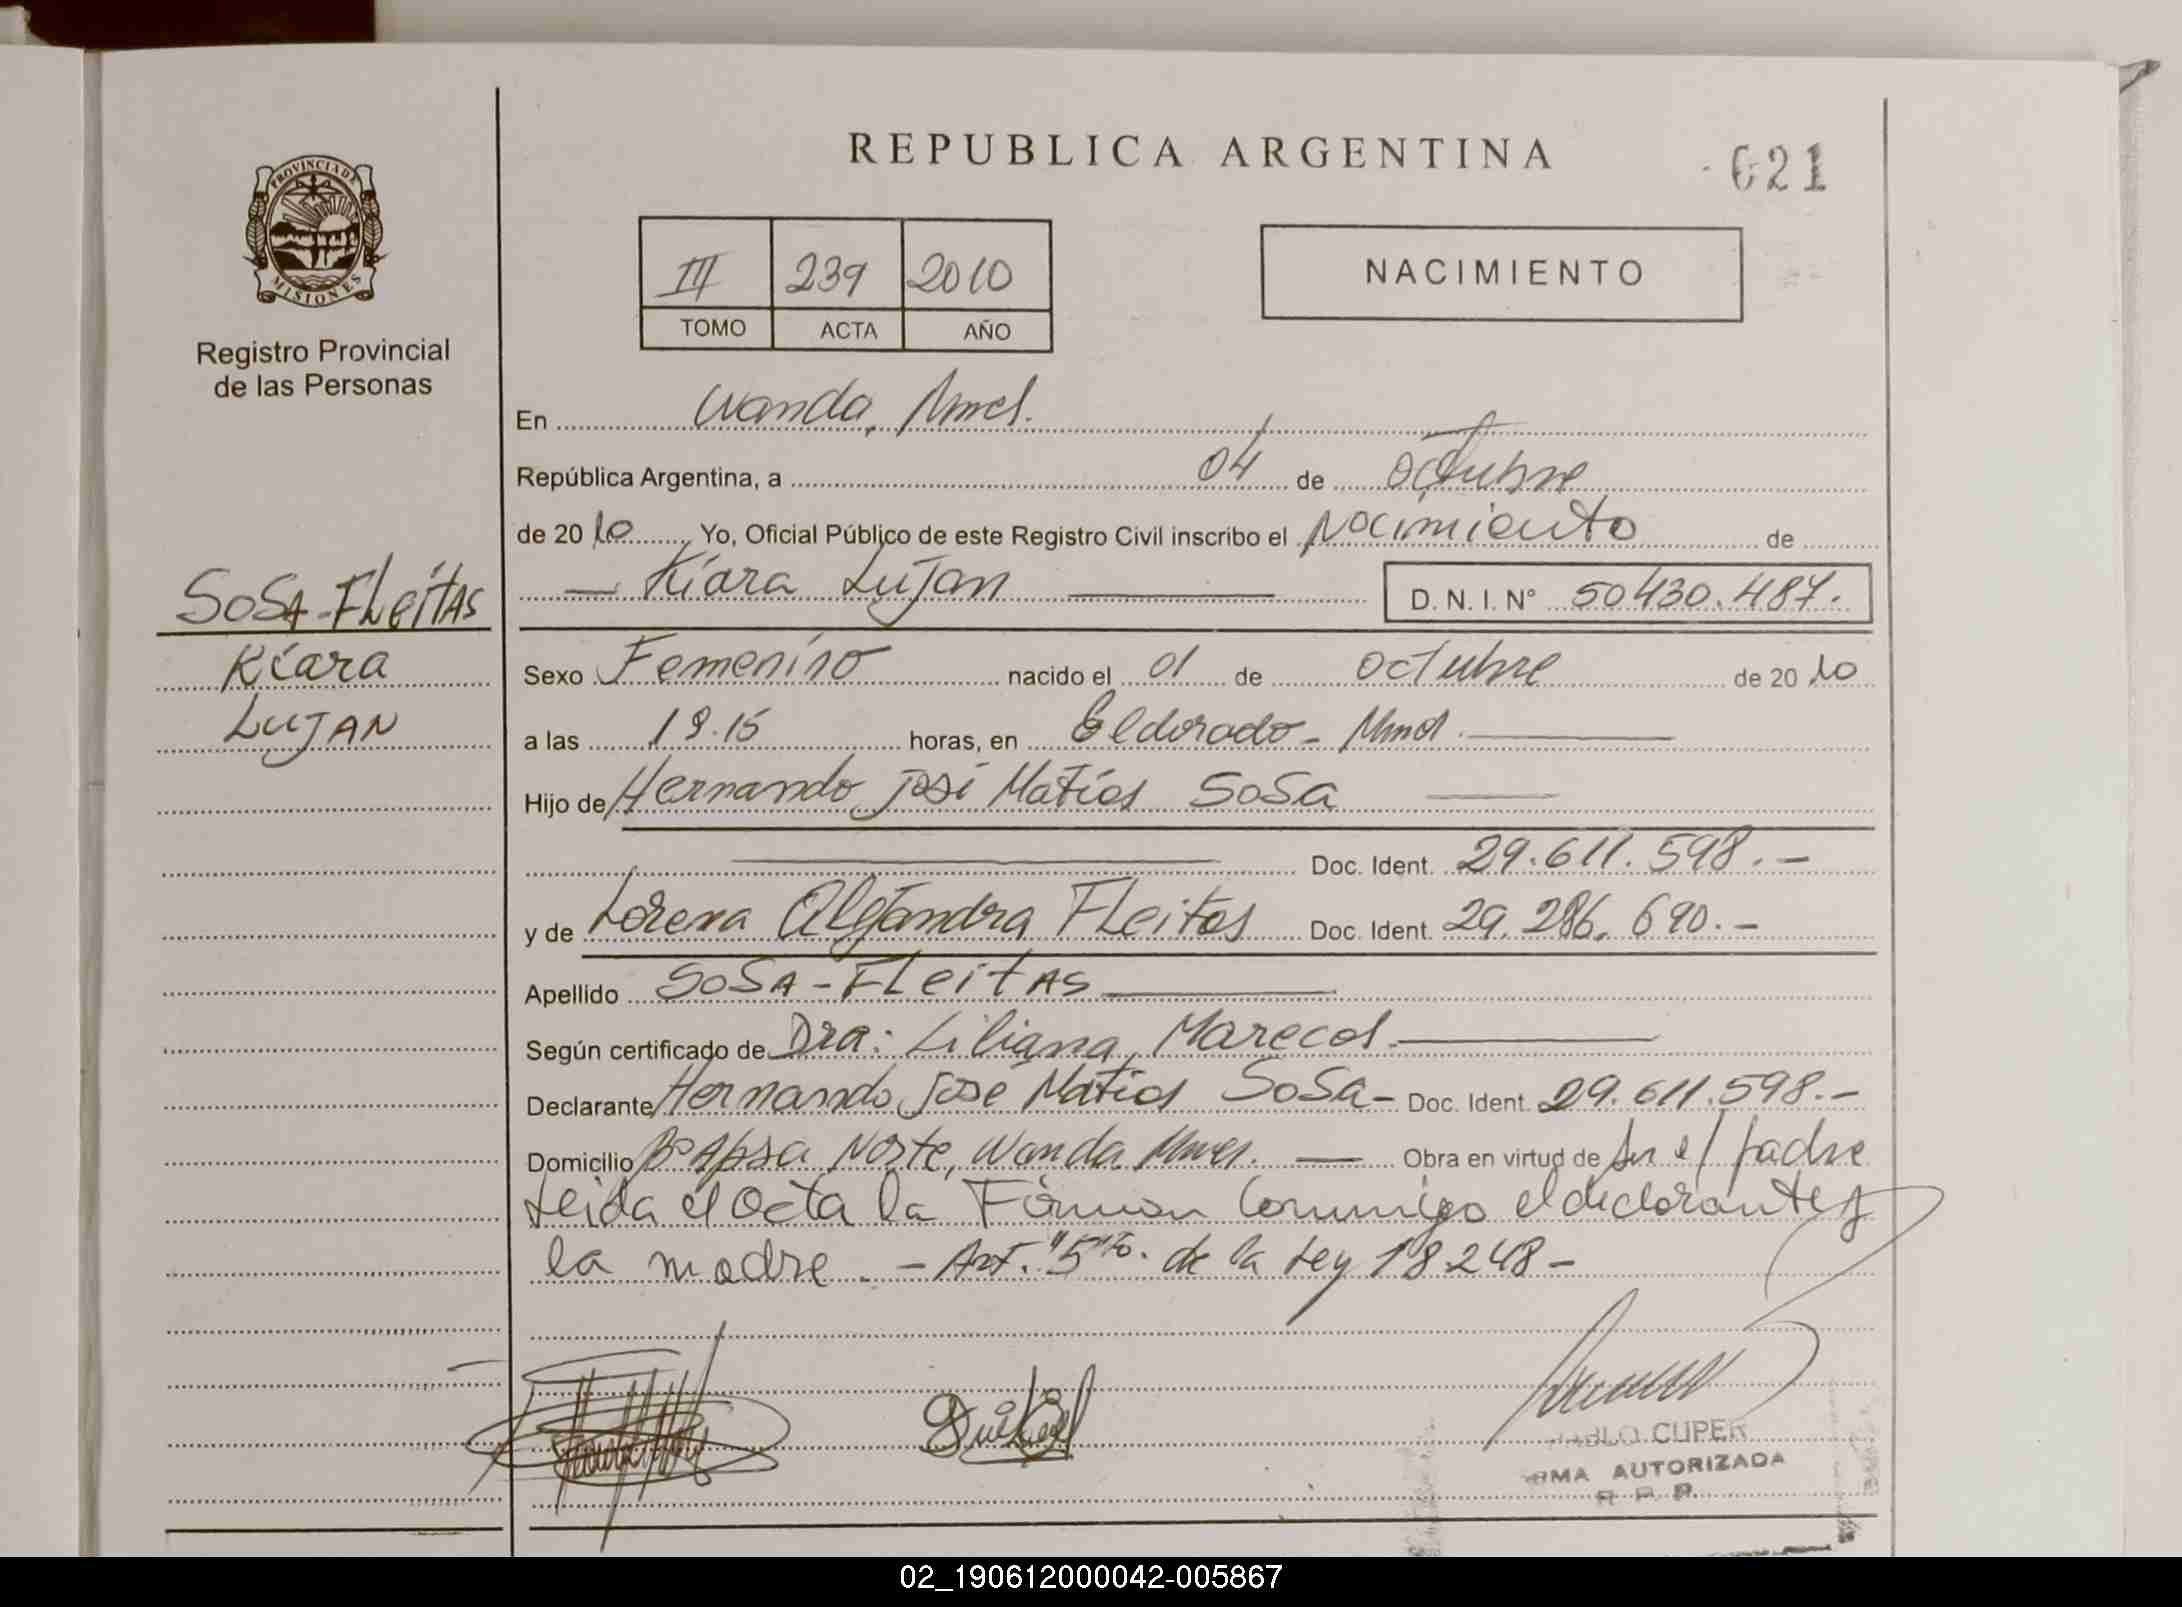 REPUBLICA ARGENTINA
021
PROVINCIA DE
MISIONES
Registro Provincial
de las Personas
III 239 2010
TOMO ACTA AÑO
NACIMIENTO
En Wanda, Mnes.
República Argentina, a 04 de octubre
de 2010 Yo, Oficial Público de este Registro Civil inscribo el Nacimiento de
Kiara Lujan D. N. I. N° 50430.487.
SOSA-FLeitAS
Kiara
LUJAN
Sexo Femenino nacido el 01 de octubre de 2010
a las 19.15 horas, en Eldorado - Mnes.
Hijo de Hernando José Matías SoSa
Doc. Ident. 29.611.598.-
y de Lorena Alejandra FLeitas Doc. Ident. 29.286.690.-
Apellido SOSA-FLeitAS
Según certificado de Dra: Liliana Marecos
Declarante Hernando José Matías SoSa- Doc. Ident. 29.611.598.-
Domicilio B° Apsa Norte, Wanda, Mnes. Obra en virtud de ser el padre
Leida el acta la Firman Conmigo el declarante y
la madre. - Art. "5to. de la Ley 18248-
PABLO CUPER
FIRMA AUTORIZADA
R. P. P.
02_190612000042-005867